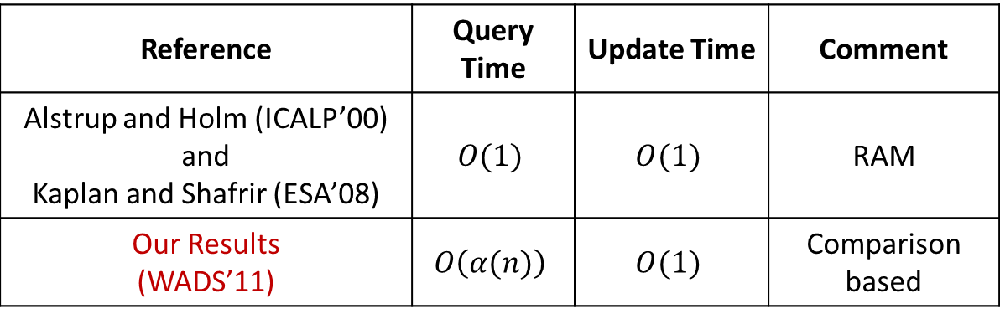 Reference
Query
Time
Update Time
Comment
Alstrup and Holm (ICALP’00)
and
Kaplan and Shafrir (ESA’08)
O(1)
O(1)
RAM
Our Results
(WADS’11)
O(α(n))
O(1)
Comparison
based